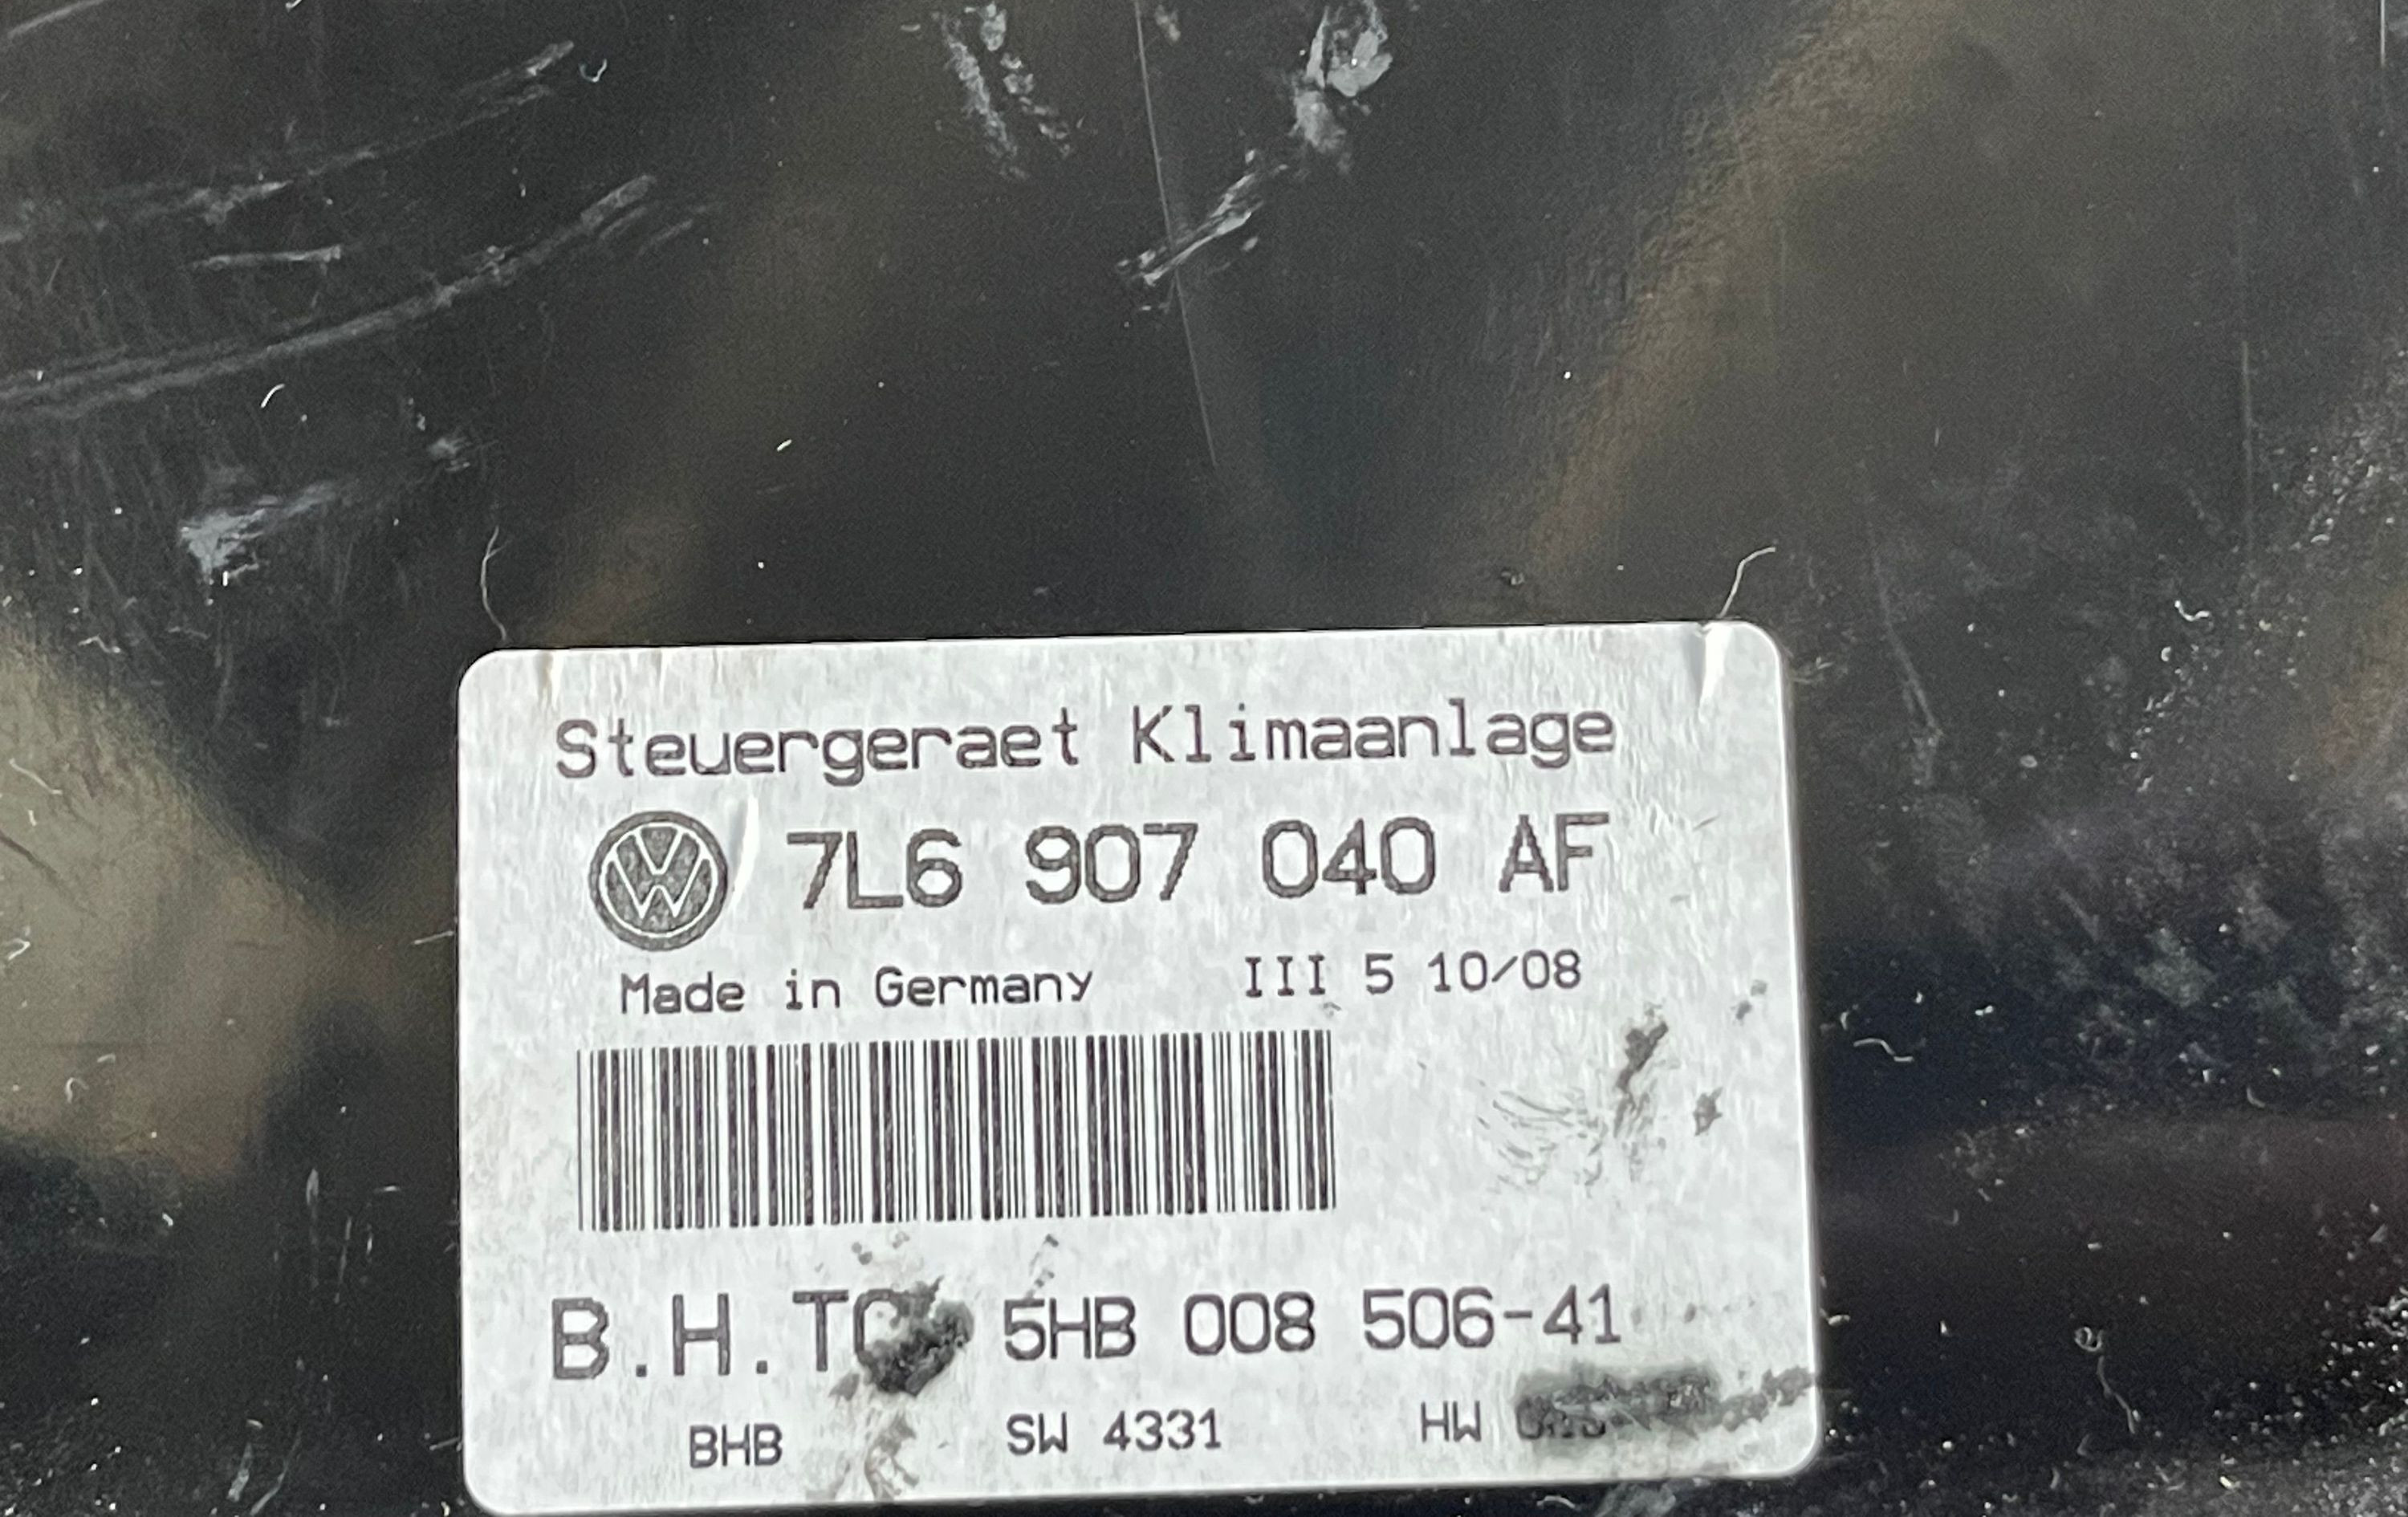 Steuergeraet Klimaanlage
7L6 907 040 AF
Made in Germany III 5 10/08
B.H.TC 5HB 008 506-41
BHB SW 4331 HW